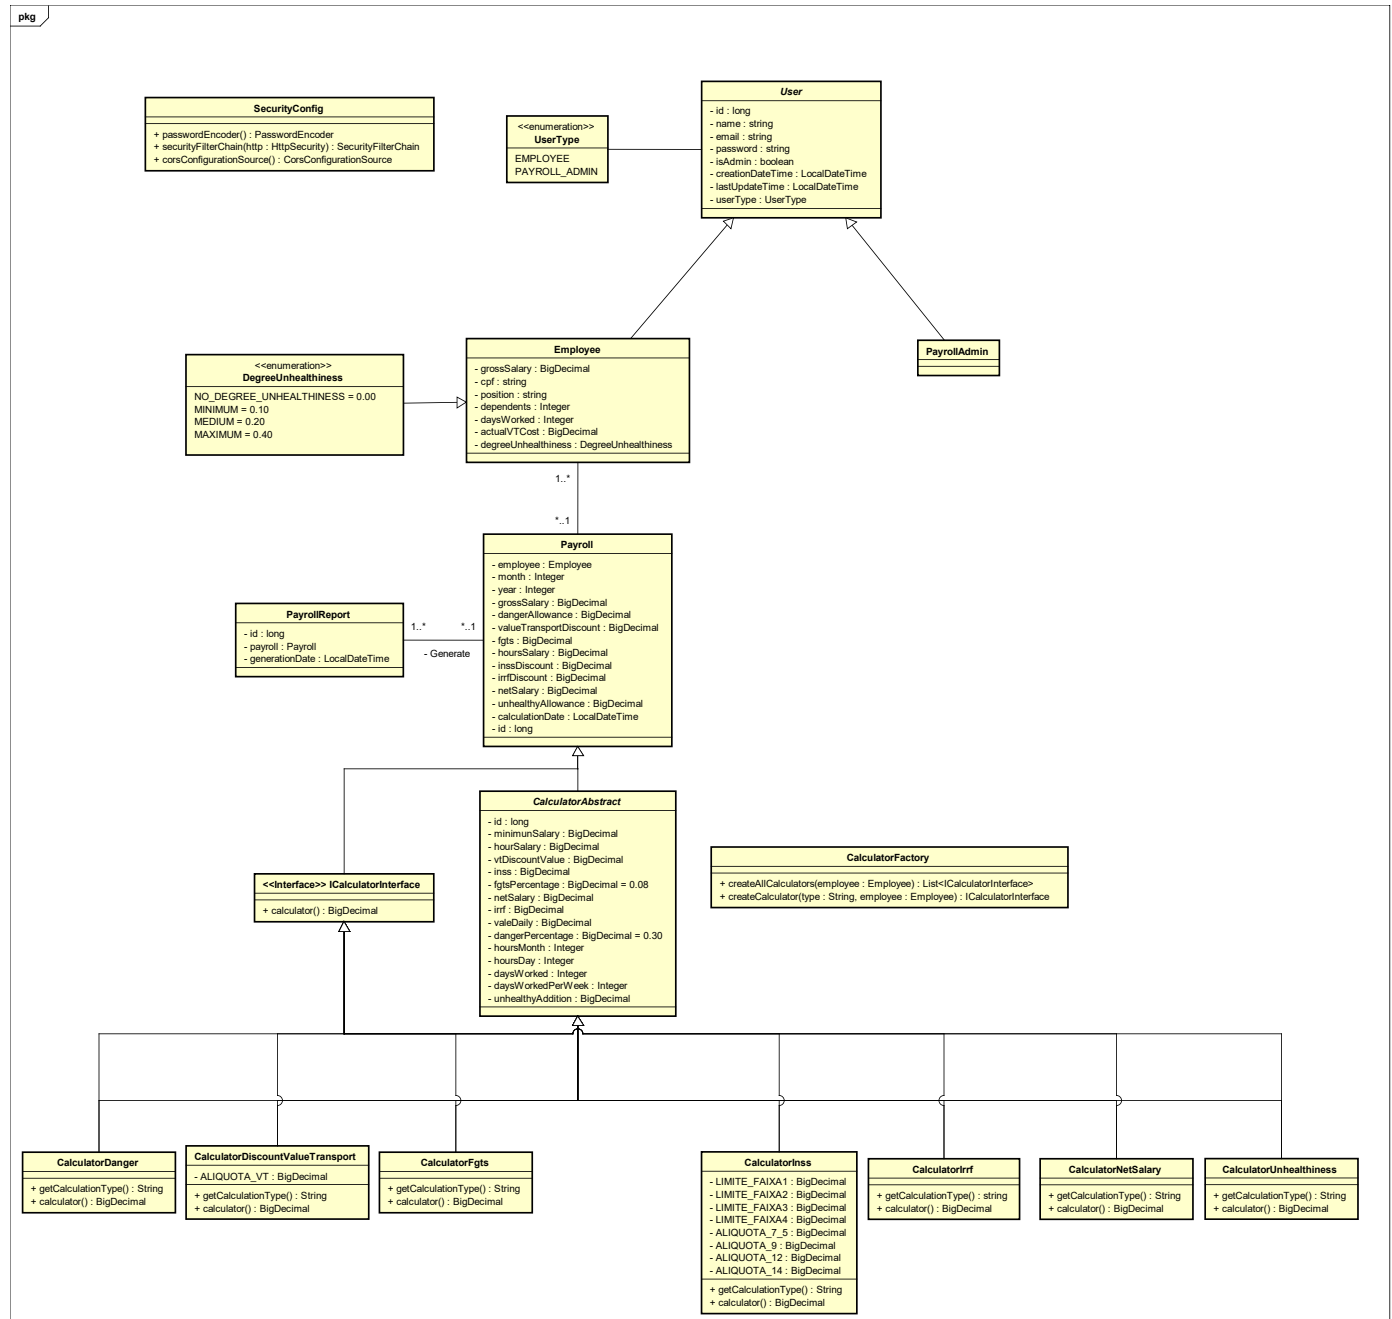 pkg
SecurityConfig
+ passwordEncoder() : PasswordEncoder
+ securityFilterChain(http : HttpSecurity) : SecurityFilterChain
+ corsConfigurationSource() : CorsConfigurationSource
<<enumeration>>
UserType
EMPLOYEE
PAYROLL_ADMIN
User
- id : long
- name : string
- email : string
- password : string
- isAdmin : boolean
- creationDateTime : LocalDateTime
- lastUpdateTime : LocalDateTime
- userType : UserType
<<enumeration>>
DegreeUnhealthiness
NO_DEGREE_UNHEALTHINESS = 0.00
MINIMUM = 0.10
MEDIUM = 0.20
MAXIMUM = 0.40
Employee
- grossSalary : BigDecimal
- cpf : string
- position : string
- dependents : Integer
- daysWorked : Integer
- actualVTCost : BigDecimal
- degreeUnhealthiness : DegreeUnhealthiness
PayrollAdmin
1..*
*..1
PayrollReport
- id : long
- payroll : Payroll
- generationDate : LocalDateTime
1..*
*..1
- Generate
Payroll
- employee : Employee
- month : Integer
- year : Integer
- grossSalary : BigDecimal
- dangerAllowance : BigDecimal
- valueTransportDiscount : BigDecimal
- fgts : BigDecimal
- hoursSalary : BigDecimal
- inssDiscount : BigDecimal
- irrfDiscount : BigDecimal
- netSalary : BigDecimal
- unhealthyAllowance : BigDecimal
- calculationDate : LocalDateTime
- id : long
<<Interface>> ICalculatorInterface
+ calculator() : BigDecimal
CalculatorAbstract
- id : long
- minimunSalary : BigDecimal
- hourSalary : BigDecimal
- vtDiscountValue : BigDecimal
- inss : BigDecimal
- fgtsPercentage : BigDecimal = 0.08
- netSalary : BigDecimal
- irrf : BigDecimal
- valeDaily : BigDecimal
- dangerPercentage : BigDecimal = 0.30
- hoursMonth : Integer
- hoursDay : Integer
- daysWorked : Integer
- daysWorkedPerWeek : Integer
- unhealthyAddition : BigDecimal
CalculatorFactory
+ createAllCalculators(employee : Employee) : List<ICalculatorInterface>
+ createCalculator(type : String, employee : Employee) : ICalculatorInterface
CalculatorDanger
+ getCalculationType() : String
+ calculator() : BigDecimal
CalculatorDiscountValueTransport
- ALIQUOTA_VT : BigDecimal
+ getCalculationType() : String
+ calculator() : BigDecimal
CalculatorFgts
+ getCalculationType() : String
+ calculator() : BigDecimal
CalculatorInss
- LIMITE_FAIXA1 : BigDecimal
- LIMITE_FAIXA2 : BigDecimal
- LIMITE_FAIXA3 : BigDecimal
- LIMITE_FAIXA4 : BigDecimal
- ALIQUOTA_7_5 : BigDecimal
- ALIQUOTA_9 : BigDecimal
- ALIQUOTA_12 : BigDecimal
- ALIQUOTA_14 : BigDecimal
+ getCalculationType() : String
+ calculator() : BigDecimal
CalculatorIrrf
+ getCalculationType() : string
+ calculator() : BigDecimal
CalculatorNetSalary
+ getCalculationType() : String
+ calculator() : BigDecimal
CalculatorUnhealthiness
+ getCalculationType() : String
+ calculator() : BigDecimal